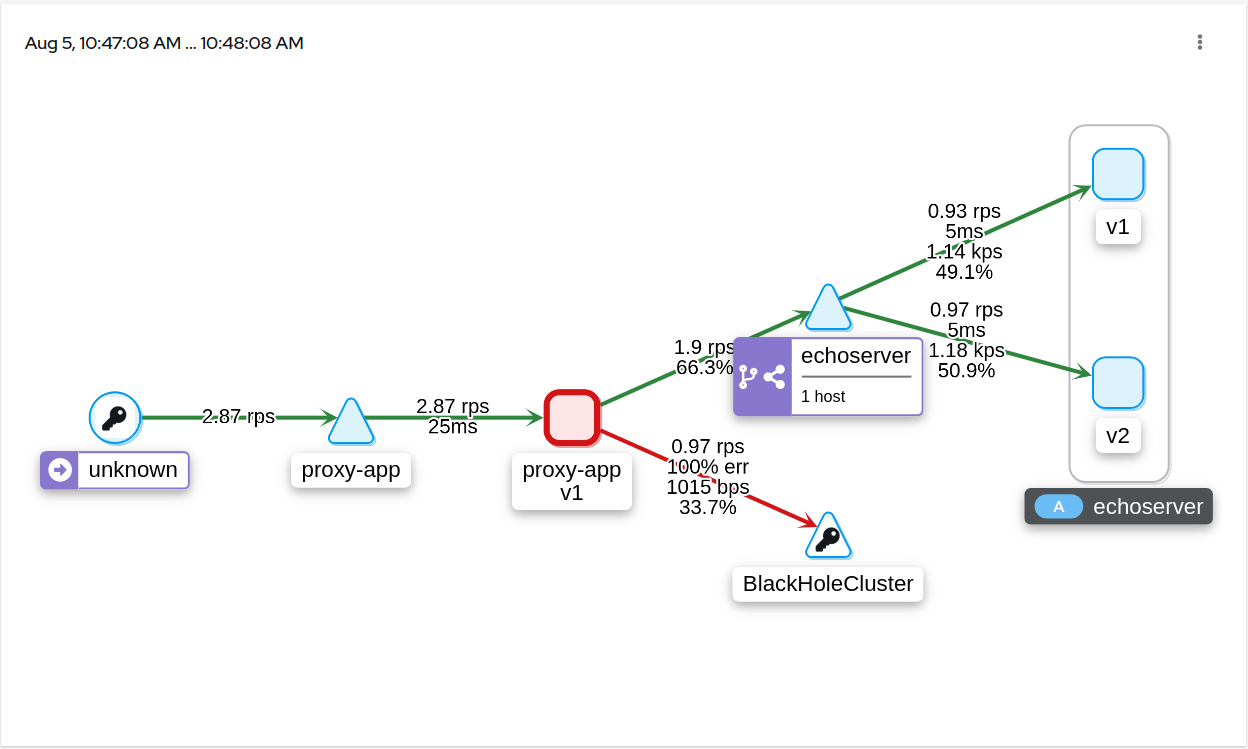 Aug 5, 10:47:08 AM ... 10:48:08 AM
2.87 rps
unknown
proxy-app
2.87 rps
25ms
proxy-app
v1
1.9 rps
66.3%
echoserver
1 host
0.97 rps
100% err
1015 bps
33.7%
BlackHoleCluster
0.93 rps
5ms
1.14 kps
49.1%
0.97 rps
5ms
1.18 kps
50.9%
v1
v2
A echoserver